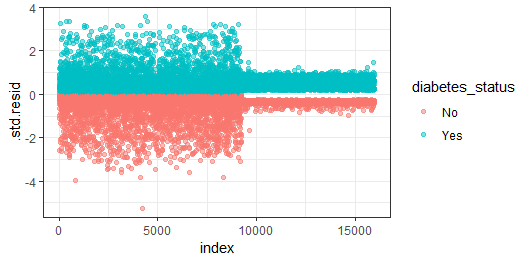 4
2
0
-2
-4
std.resid
0
5000
10000
15000
index
diabetes_status
No
Yes